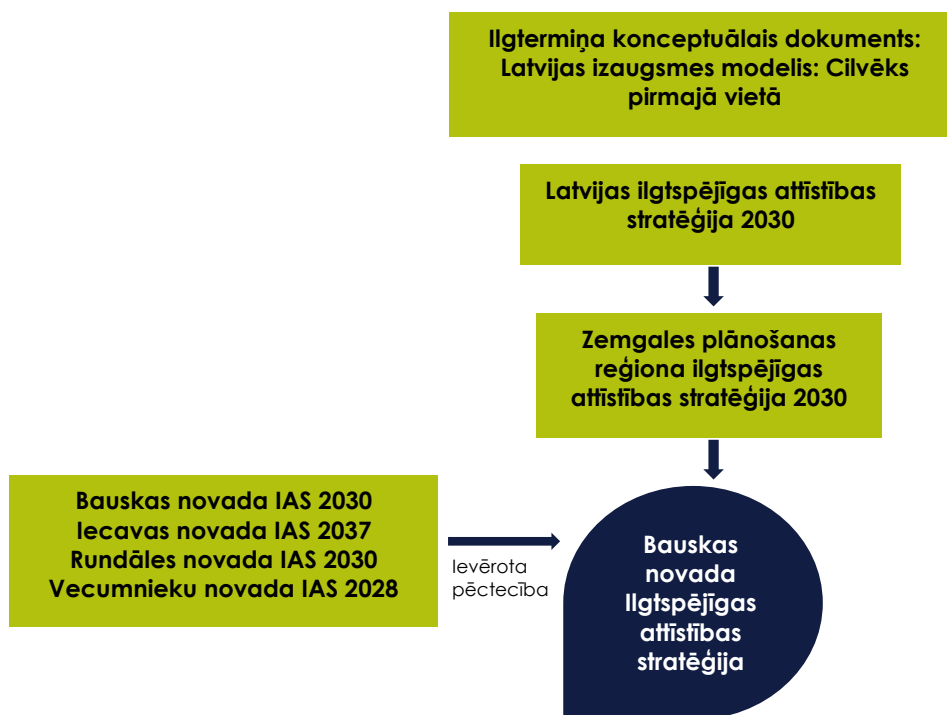 Ilgtermiņa konceptuālais dokuments:
Latvijas izaugsmes modelis: Cilvēks
pirmajā vietā
Latvijas ilgtspējīgas attīstības
stratēģija 2030
Zemgales plānošanas
reģiona ilgtspējīgas
attīstības stratēģija 2030
Bauskas novada IAS 2030
Iecavas novada IAS 2037
Rundāles novada IAS 2030
Vecumnieku novada IAS 2028
Ievērota
pēctecība
Bauskas
novada
Ilgtspējīgas
attīstības
stratēģija